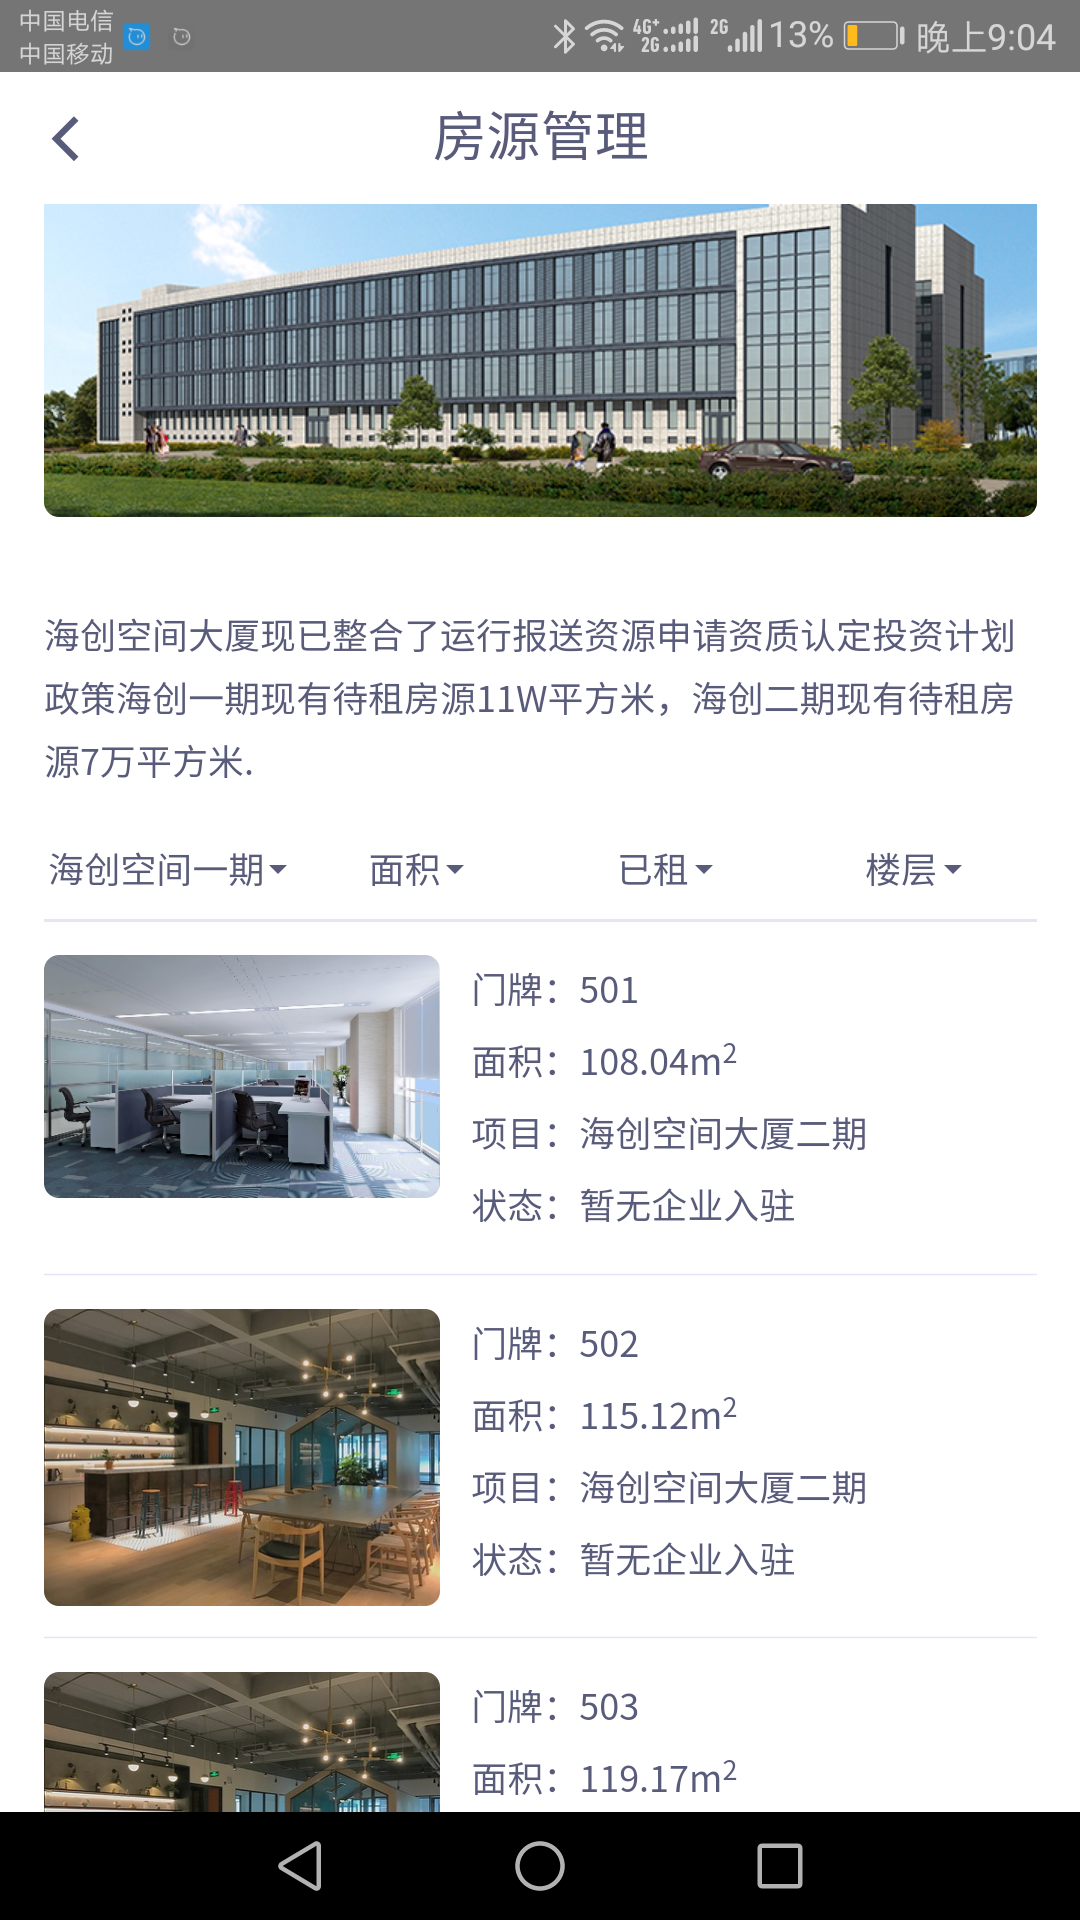 中国电信
中国移动
4G+ 2G 2G 13% 晚上9:04
房源管理
海创空间大厦现已整合了运行报送资源申请资质认定投资计划
政策海创一期现有待租房源11W平方米，海创二期现有待租房
源7万平方米.
海创空间一期 面积 已租 楼层
门牌：501
面积：108.04m²
项目：海创空间大厦二期
状态：暂无企业入驻
门牌：502
面积：115.12m²
项目：海创空间大厦二期
状态：暂无企业入驻
门牌：503
面积：119.17m²